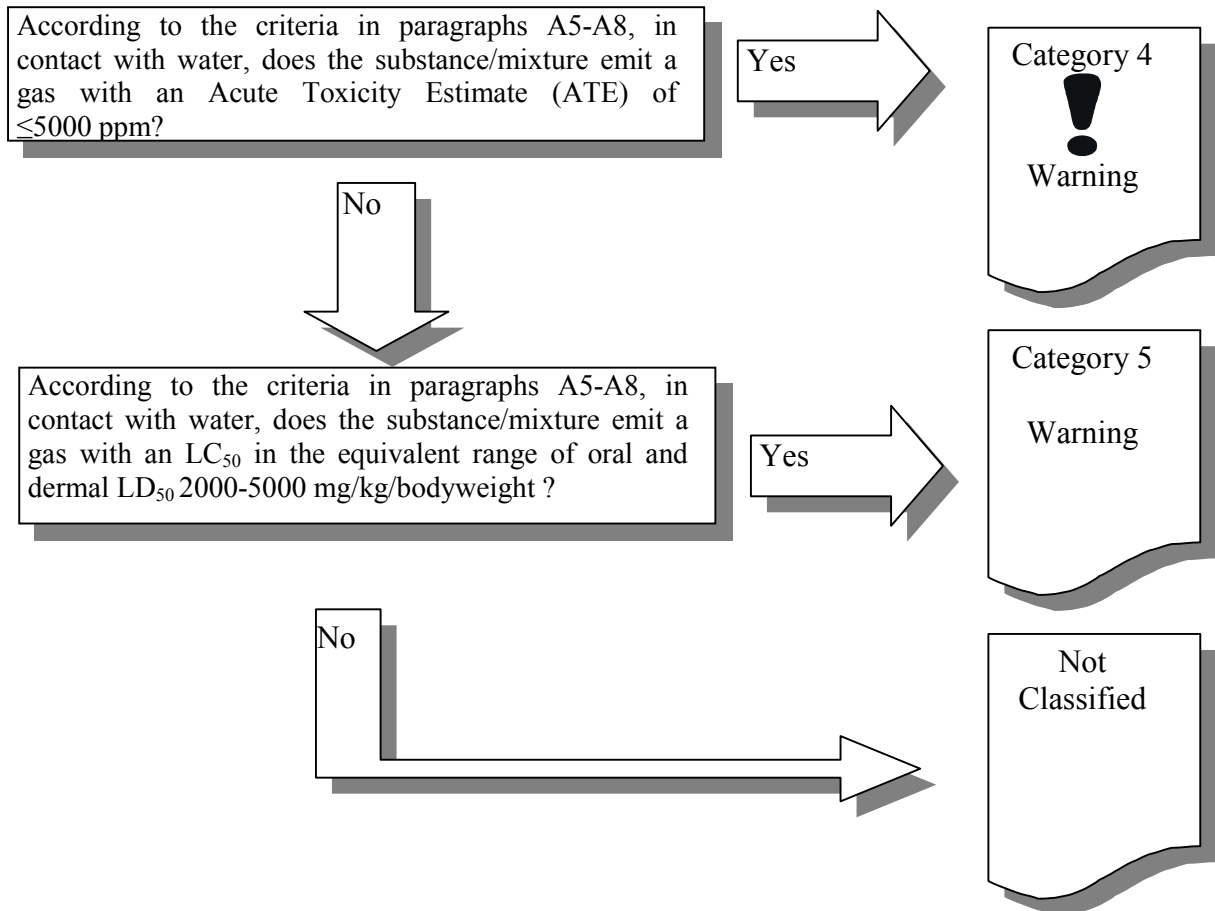 According to the criteria in paragraphs A5-A8, in
contact with water, does the substance/mixture emit a
gas with an Acute Toxicity Estimate (ATE) of
≤5000 ppm?
Yes
Category 4
Warning
No
According to the criteria in paragraphs A5-A8, in
contact with water, does the substance/mixture emit a
gas with an LC₅₀ in the equivalent range of oral and
dermal LD₅₀ 2000-5000 mg/kg/bodyweight ?
Yes
Category 5
Warning
No
Not
Classified